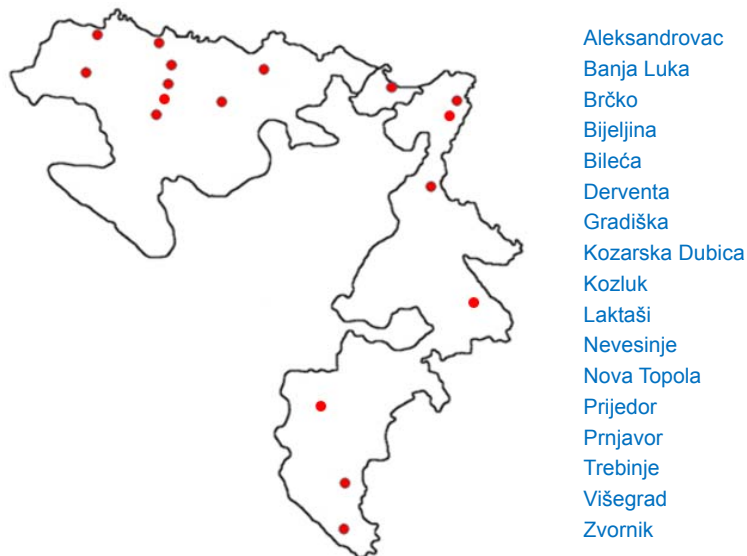 Aleksandrovac
Banja Luka
Brčko
Bijeljina
Bileća
Derventa
Gradiška
Kozarska Dubica
Kozluk
Laktaši
Nevesinje
Nova Topola
Prijedor
Prnjavor
Trebinje
Višegrad
Zvornik